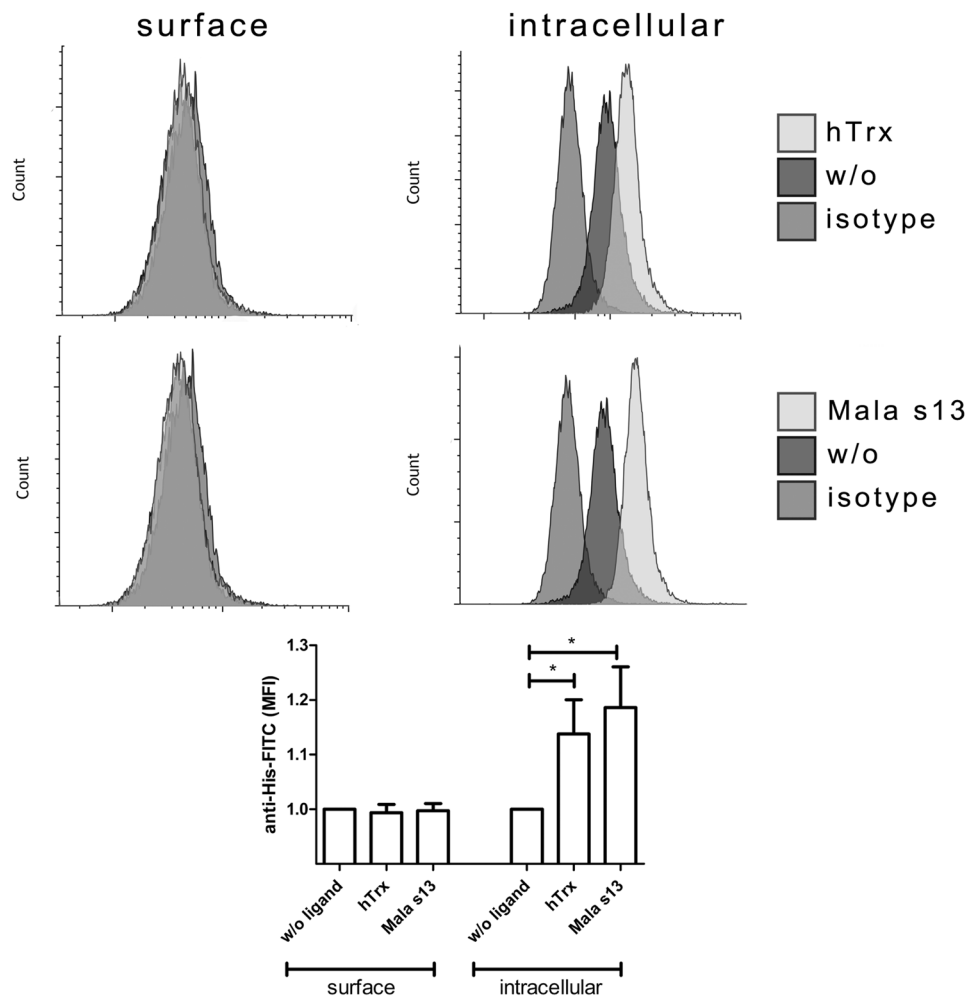 surface
intracellular
Count
Count
hTrx
w/o
isotype
Count
Count
Mala s13
w/o
isotype
anti-His-FITC (MFI)
1.3
1.2
1.1
1.0
*
*
w/o ligand
hTrx
Mala s13
w/o ligand
hTrx
Mala s13
surface
intracellular